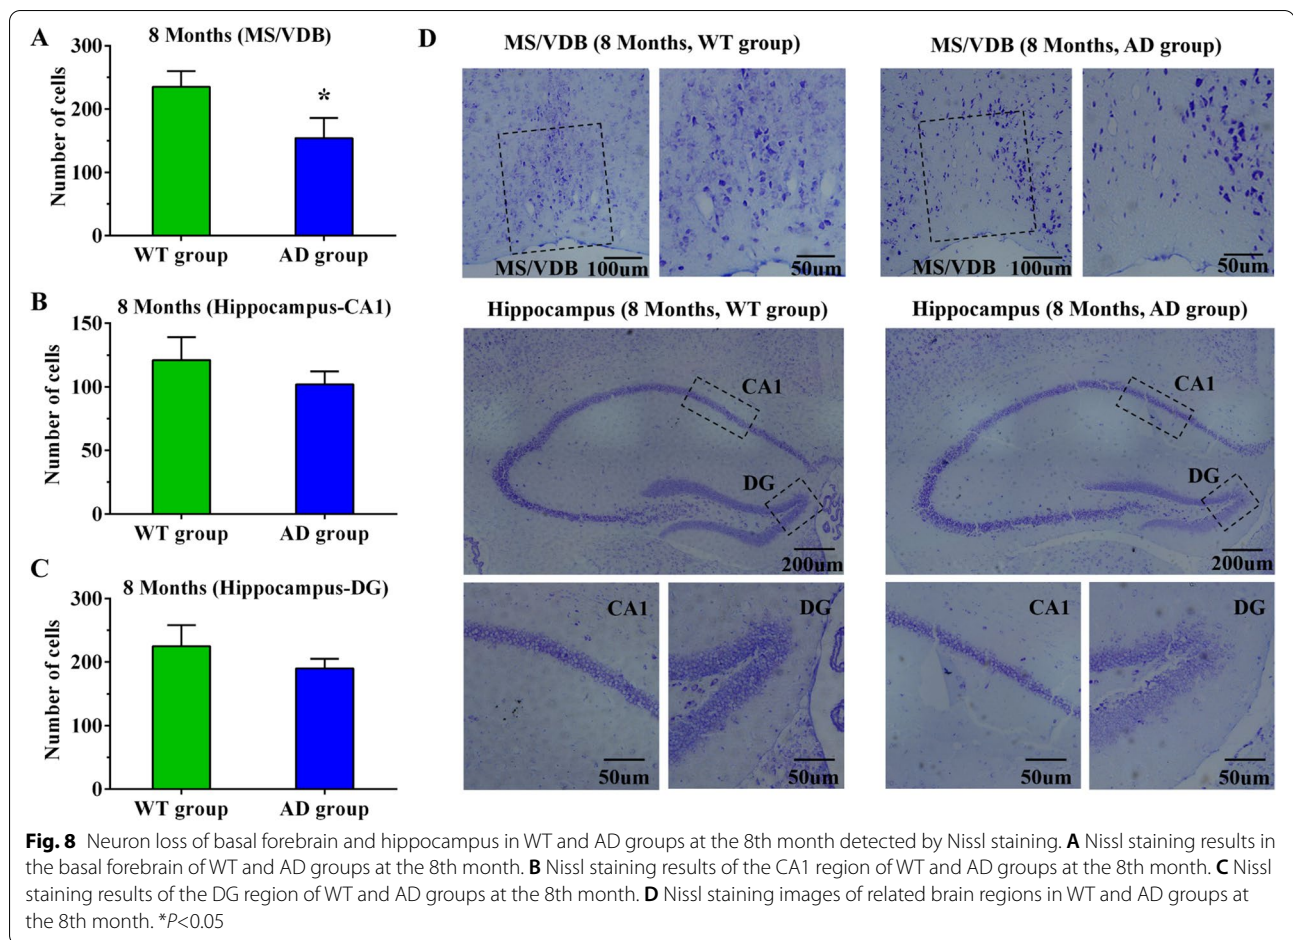 A
8 Months (MS/VDB)
Number of cells
300
200
100
0
*
WT group
AD group
B
8 Months (Hippocampus-CA1)
Number of cells
150
100
50
0
WT group
AD group
C
8 Months (Hippocampus-DG)
Number of cells
300
200
100
0
WT group
AD group
D
MS/VDB (8 Months, WT group)
MS/VDB
100um
50um
MS/VDB (8 Months, AD group)
MS/VDB
100um
50um
Hippocampus (8 Months, WT group)
CA1
DG
200um
CA1
50um
DG
50um
Hippocampus (8 Months, AD group)
CA1
DG
200um
CA1
50um
DG
50um
Fig. 8 Neuron loss of basal forebrain and hippocampus in WT and AD groups at the 8th month detected by Nissl staining. A Nissl staining results in
the basal forebrain of WT and AD groups at the 8th month. B Nissl staining results of the CA1 region of WT and AD groups at the 8th month. C Nissl
staining results of the DG region of WT and AD groups at the 8th month. D Nissl staining images of related brain regions in WT and AD groups at
the 8th month. *P<0.05